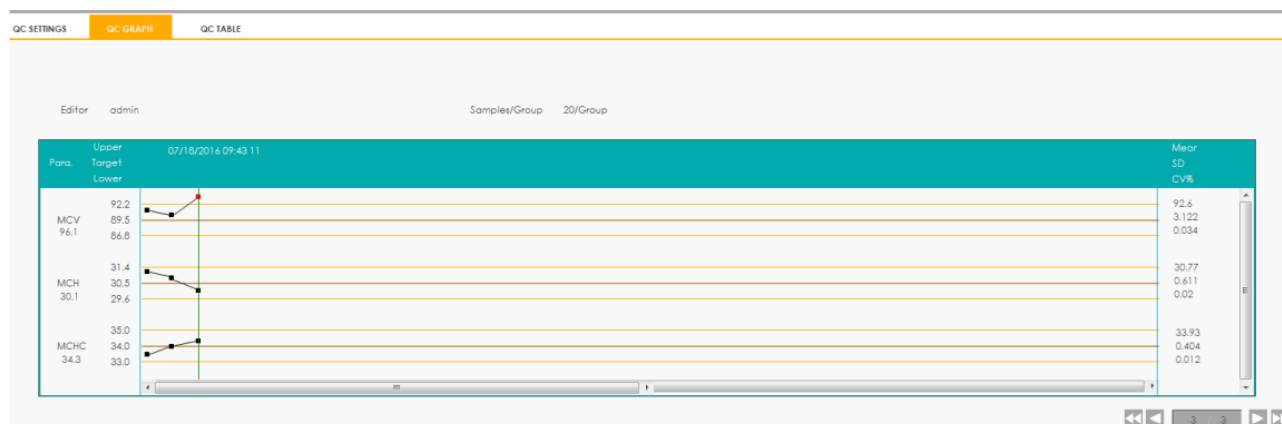 QC SETTINGS QC GRAPH QC TABLE
Editor admin Samples/Group 20/Group
Para. Upper Target Lower 07/18/2016 09:43 11 Mear SD CV%
92.2 92.6
MCV 89.5 3.122
96.1 86.8 0.034
31.4 30.77
MCH 30.5 0.611
30.1 29.6 0.02
35.0 33.93
MCHC 34.0 0.404
34.3 33.0 0.012
3 / 3